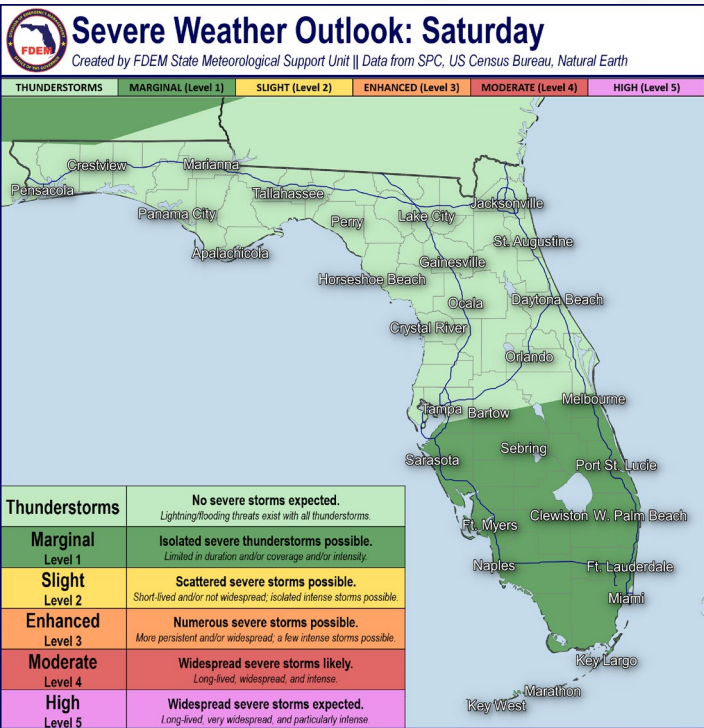 Severe Weather Outlook: Saturday
Created by FDEM State Meteorological Support Unit || Data from SPC, US Census Bureau, Natural Earth
FDEM
THUNDERSTORMS
MARGINAL (Level 1)
SLIGHT (Level 2)
ENHANCED (Level 3)
MODERATE (Level 4)
HIGH (Level 5)
Crestview
Marianna
Pensacola
Tallahassee
Jacksonville
Panama City
Perry
Lake City
St. Augustine
Apalachicola
Gainesville
Horseshoe Beach
Ocala
Daytona Beach
Crystal River
Orlando
Melbourne
Tampa
Bartow
Sebring
Sarasota
Port St. Lucie
Ft. Myers
Clewiston
W. Palm Beach
Naples
Ft. Lauderdale
Miami
Key Largo
Marathon
Key West
Thunderstorms
No severe storms expected.
Lightning/flooding threats exist with all thunderstorms.
Marginal
Level 1
Isolated severe thunderstorms possible.
Limited in duration and/or coverage and/or intensity.
Slight
Level 2
Scattered severe storms possible.
Short-lived and/or not widespread; isolated intense storms possible.
Enhanced
Level 3
Numerous severe storms possible.
More persistent and/or widespread; a few intense storms possible.
Moderate
Level 4
Widespread severe storms likely.
Long-lived, widespread, and intense.
High
Level 5
Widespread severe storms expected.
Long-lived, very widespread, and particularly intense.